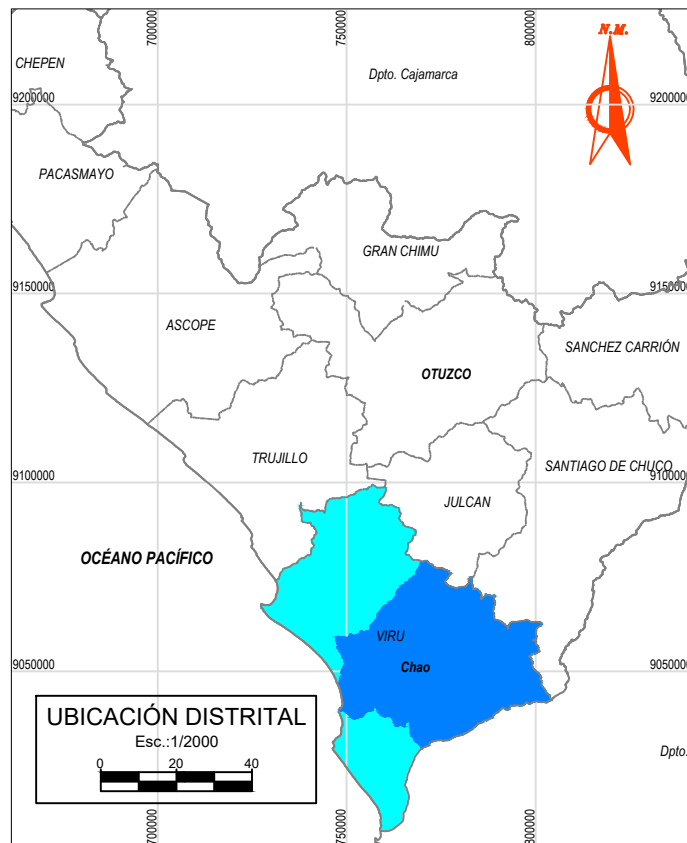 700000
750000
800000
N.M.
CHEPEN
Dpto. Cajamarca
9200000
9200000
PACASMAYO
GRAN CHIMU
9150000
9150000
ASCOPE
SANCHEZ CARRIÓN
OTUZCO
TRUJILLO
SANTIAGO DE CHUCO
9100000
9100000
JULCAN
OCÉANO PACÍFICO
VIRU
9050000
9050000
Chao
UBICACIÓN DISTRITAL
Esc.:1/2000
Dpto.
0 20 40
700000
750000
800000